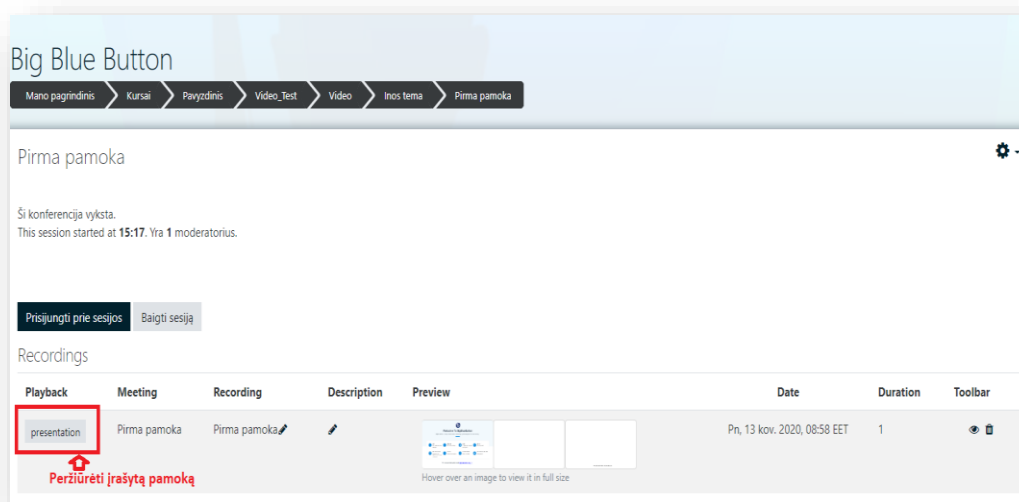 Big Blue Button
Mano pagrindinis Kursai Pavyzdinis Video_Test Video Inos tema Pirma pamoka
Pirma pamoka
Ši konferencija vyksta.
This session started at 15:17. Yra 1 moderatorius.
Prisijungti prie sesijos Baigti sesiją
Recordings
Playback Meeting Recording Description Preview Date Duration Toolbar
presentation Pirma pamoka Pirma pamoka Pn, 13 kov. 2020, 08:58 EET 1
Hover over an image to view it in full size
Peržiūrėti įrašytą pamoką